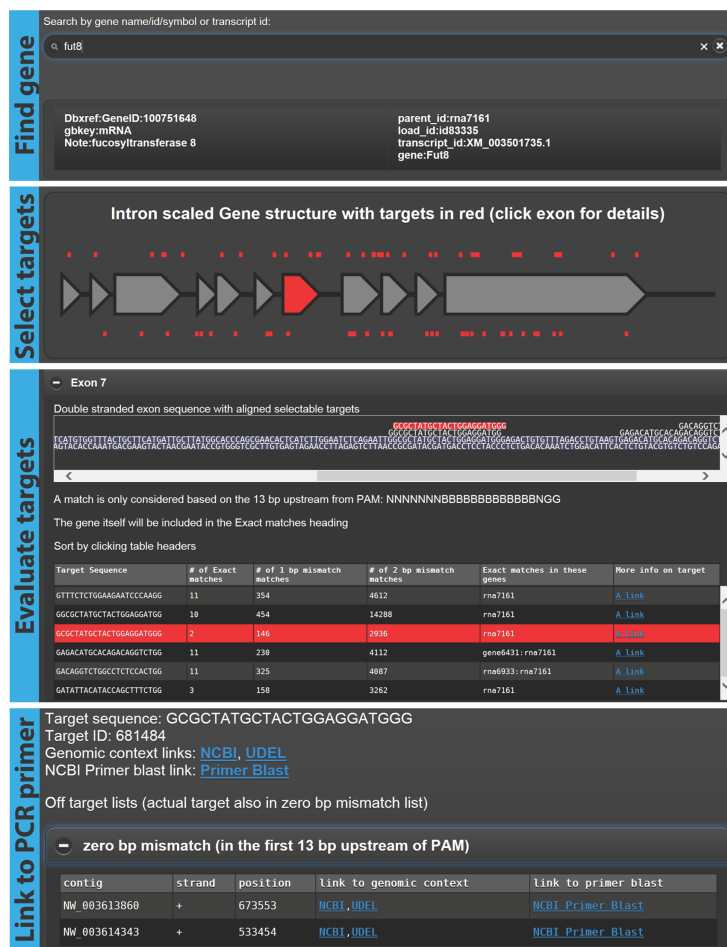 Find gene
Search by gene name/id/symbol or transcript id:
fut8
Dbxref:GeneID:100751648
gbkey:mRNA
Note:fucosyltransferase 8
parent_id:rna7161
load_id:id83335
transcript_id:XM_003501735.1
gene:Fut8
Select targets
Intron scaled Gene structure with targets in red (click exon for details)
Evaluate targets
Exon 7
Double stranded exon sequence with aligned selectable targets
GCGCTATGCTACTGGAGGATGGG GACAGGTCT
GGCGCTATGCTACTGGAGGATGG GAGACATGCACAGACAGGTCT
TCATGTGGTTTACTGCTTCATGATTGCTTATGGCACCCAGCGAACACTCATCTTGGAATCTCAGAATTGGCGCTATGCTACTGGAGGATGGGAGACTGTGTTTAGACCTGTAAGTGAGACATGCACAGACAGGTCT
AGTACACCAAATGACGAAGTACTAACGAATACCGTGGGTCGCTTGTGAGTAGAACCTTAGAGTCTTAACCGCGATACGATGACCTCCTACCCTCTGACACAAATCTGGACATTCACTCTGTACGTGTCTGTCCAGA
A match is only considered based on the 13 bp upstream from PAM: NNNNNNNBBBBBBBBBBBBBNGG
The gene itself will be included in the Exact matches heading
Sort by clicking table headers
Target Sequence # of Exact matches # of 1 bp mismatch matches # of 2 bp mismatch matches Exact matches in these genes More info on target
GTTTCTCTGGAAGAATCCCAAGG 11 354 4612 rna7161 A link
GGCGCTATGCTACTGGAGGATGG 10 454 14288 rna7161 A link
GCGCTATGCTACTGGAGGATGGG 2 146 2936 rna7161 A link
GAGACATGCACAGACAGGTCTGG 11 230 4112 gene6431:rna7161 A link
GACAGGTCTGGCCTCTCCACTGG 11 325 4087 rna6933:rna7161 A link
GATATTACATACCAGCTTTCTGG 3 158 3262 rna7161 A link
Link to PCR primer
Target sequence: GCGCTATGCTACTGGAGGATGGG
Target ID: 681484
Genomic context links: NCBI, UDEL
NCBI Primer blast link: Primer Blast
Off target lists (actual target also in zero bp mismatch list)
zero bp mismatch (in the first 13 bp upstream of PAM)
contig strand position link to genomic context link to primer blast
NW_003613860 + 673553 NCBI,UDEL NCBI Primer Blast
NW_003614343 + 533454 NCBI,UDEL NCBI Primer Blast